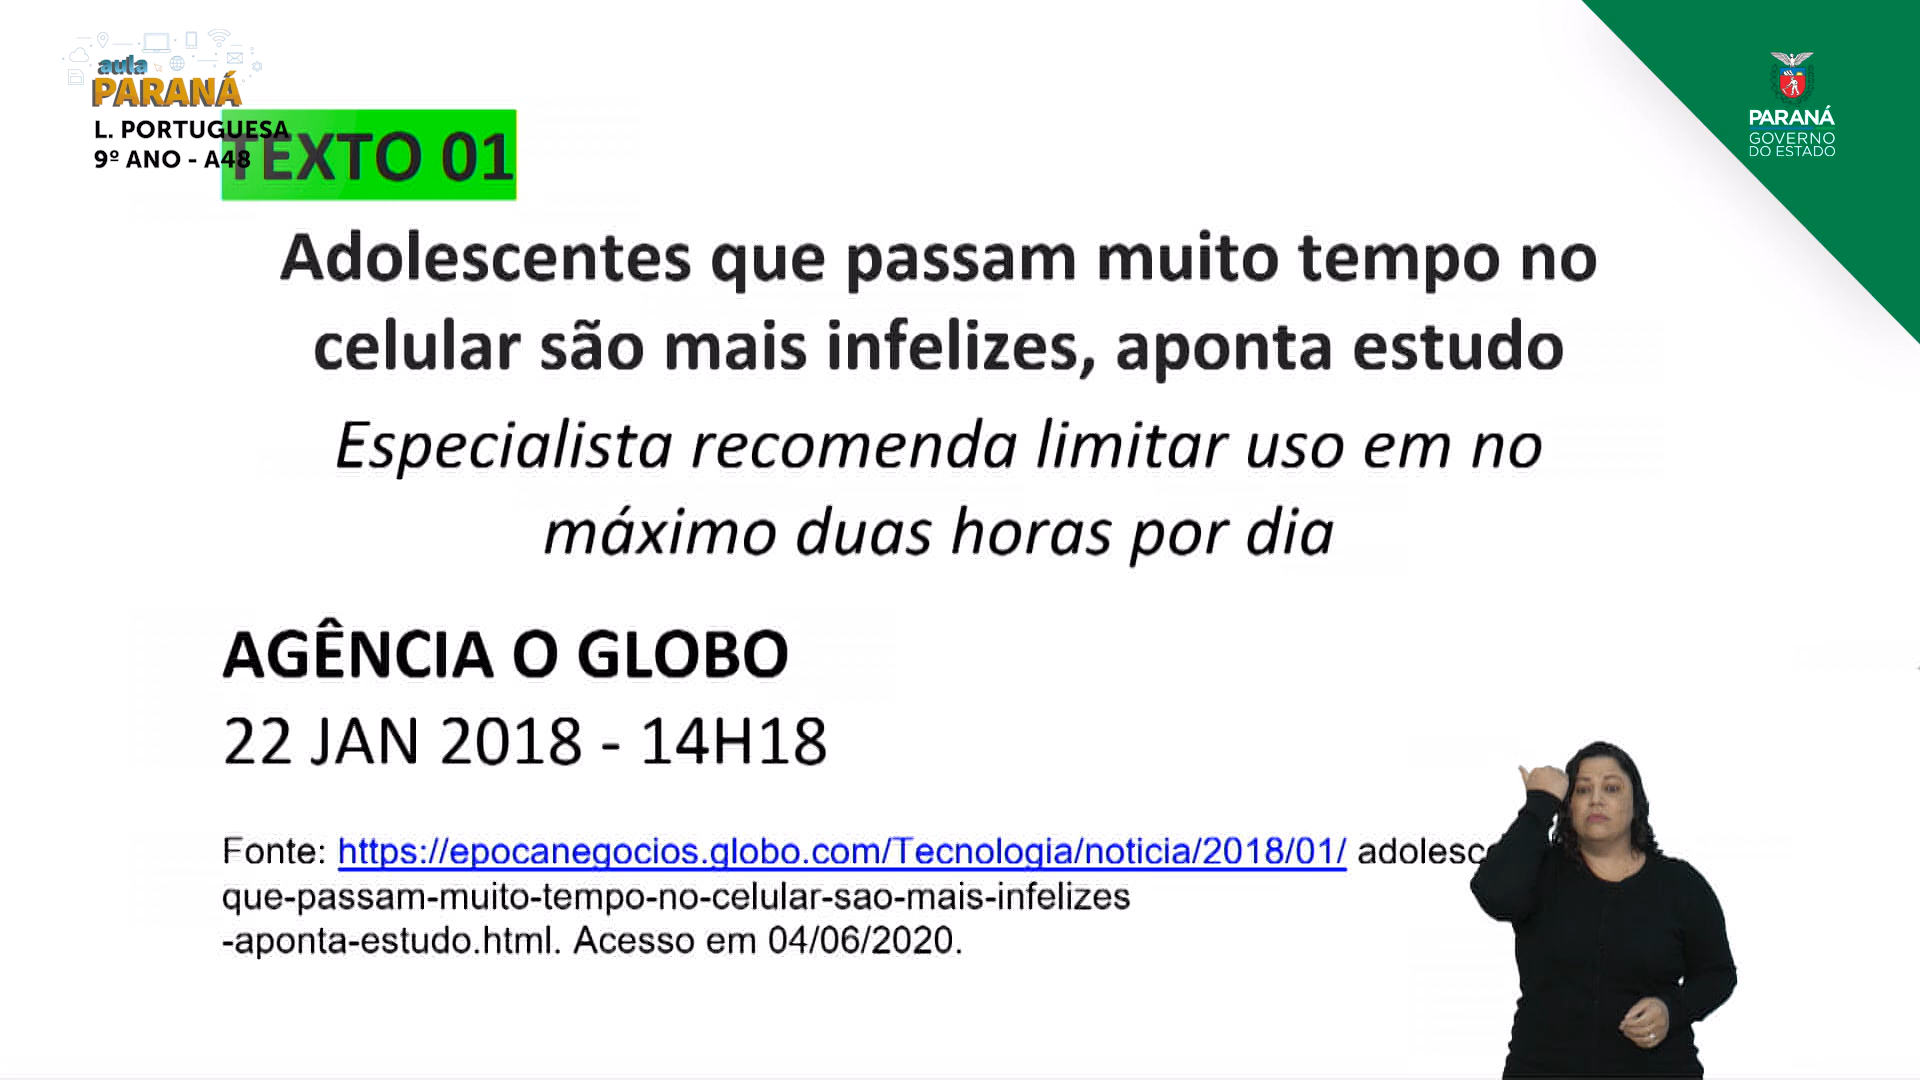 aula
PARANÁ
L. PORTUGUESA
9º ANO - A48
PARANÁ
GOVERNO
DO ESTADO
TEXTO 01
Adolescentes que passam muito tempo no
celular são mais infelizes, aponta estudo
Especialista recomenda limitar uso em no
máximo duas horas por dia
AGÊNCIA O GLOBO
22 JAN 2018 - 14H18
Fonte: https://epocanegocios.globo.com/Tecnologia/noticia/2018/01/ adolesc
que-passam-muito-tempo-no-celular-sao-mais-infelizes
-aponta-estudo.html. Acesso em 04/06/2020.